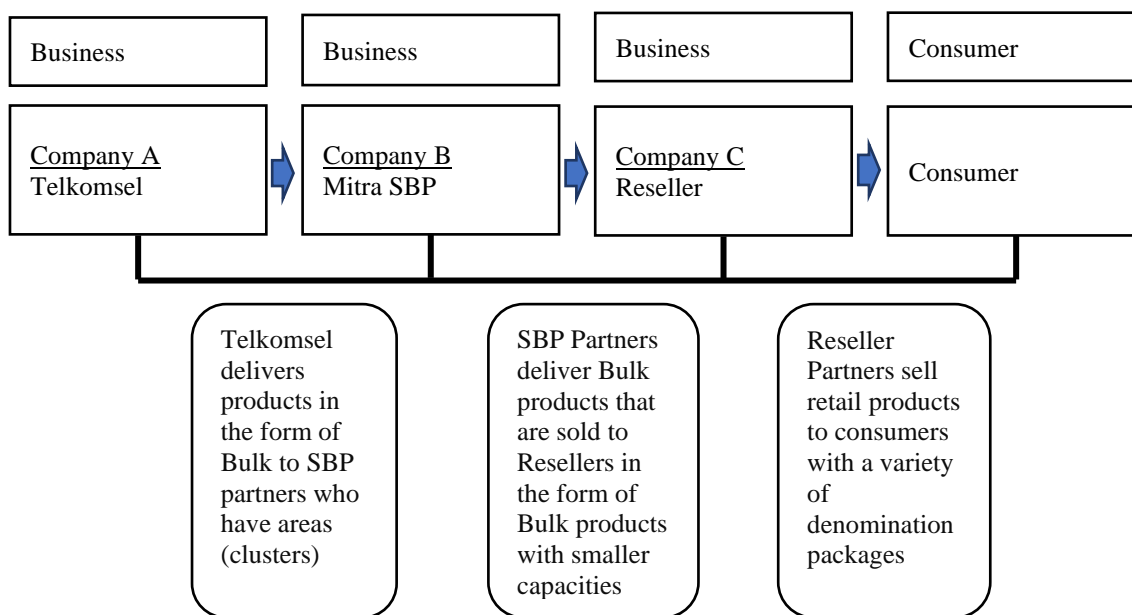 Business
Business
Business
Consumer
Company A
Telkomsel
Company B
Mitra SBP
Company C
Reseller
Consumer
Telkomsel
delivers
products in
the form of
Bulk to SBP
partners who
have areas
(clusters)
SBP Partners
deliver Bulk
products that
are sold to
Resellers in
the form of
Bulk products
with smaller
capacities
Reseller
Partners sell
retail products
to consumers
with a variety
of
denomination
packages